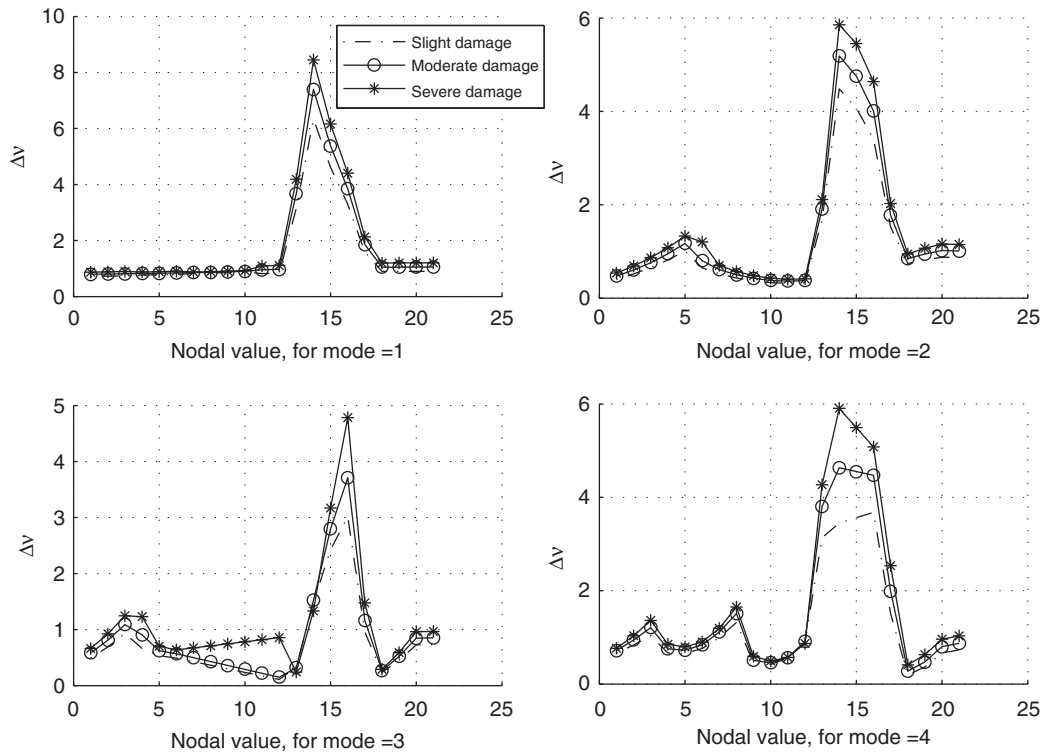 10
8
6
4
2
0
Δν
0 5 10 15 20 25
Nodal value, for mode =1
Slight damage
Moderate damage
Severe damage
6
4
2
0
Δν
0 5 10 15 20 25
Nodal value, for mode =2
5
4
3
2
1
0
Δν
0 5 10 15 20 25
Nodal value, for mode =3
6
4
2
0
Δν
0 5 10 15 20 25
Nodal value, for mode =4